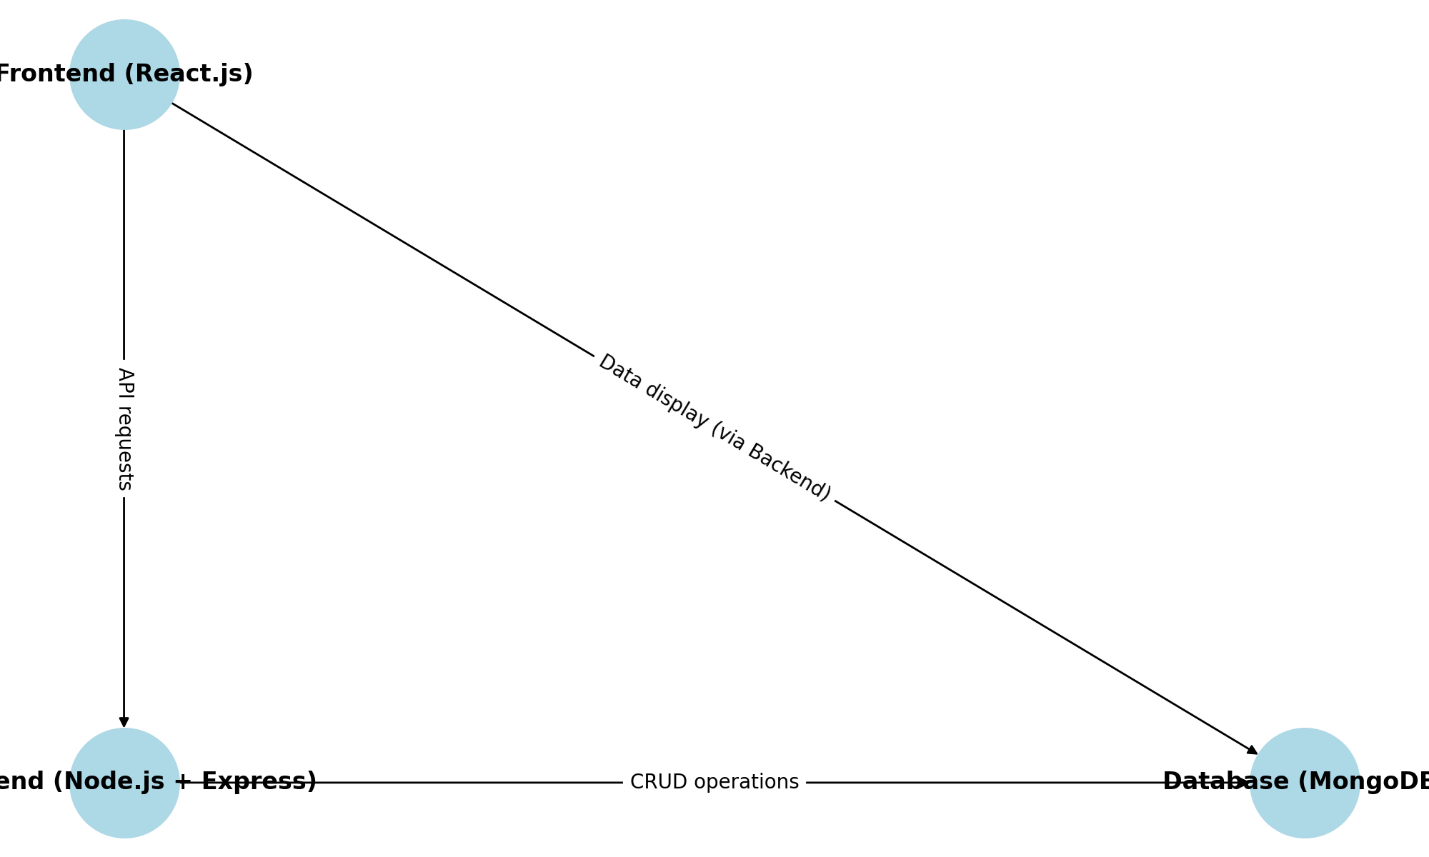 Frontend (React.js)
API requests
Data display (via Backend)
end (Node.js + Express)
CRUD operations
Database (MongoDB